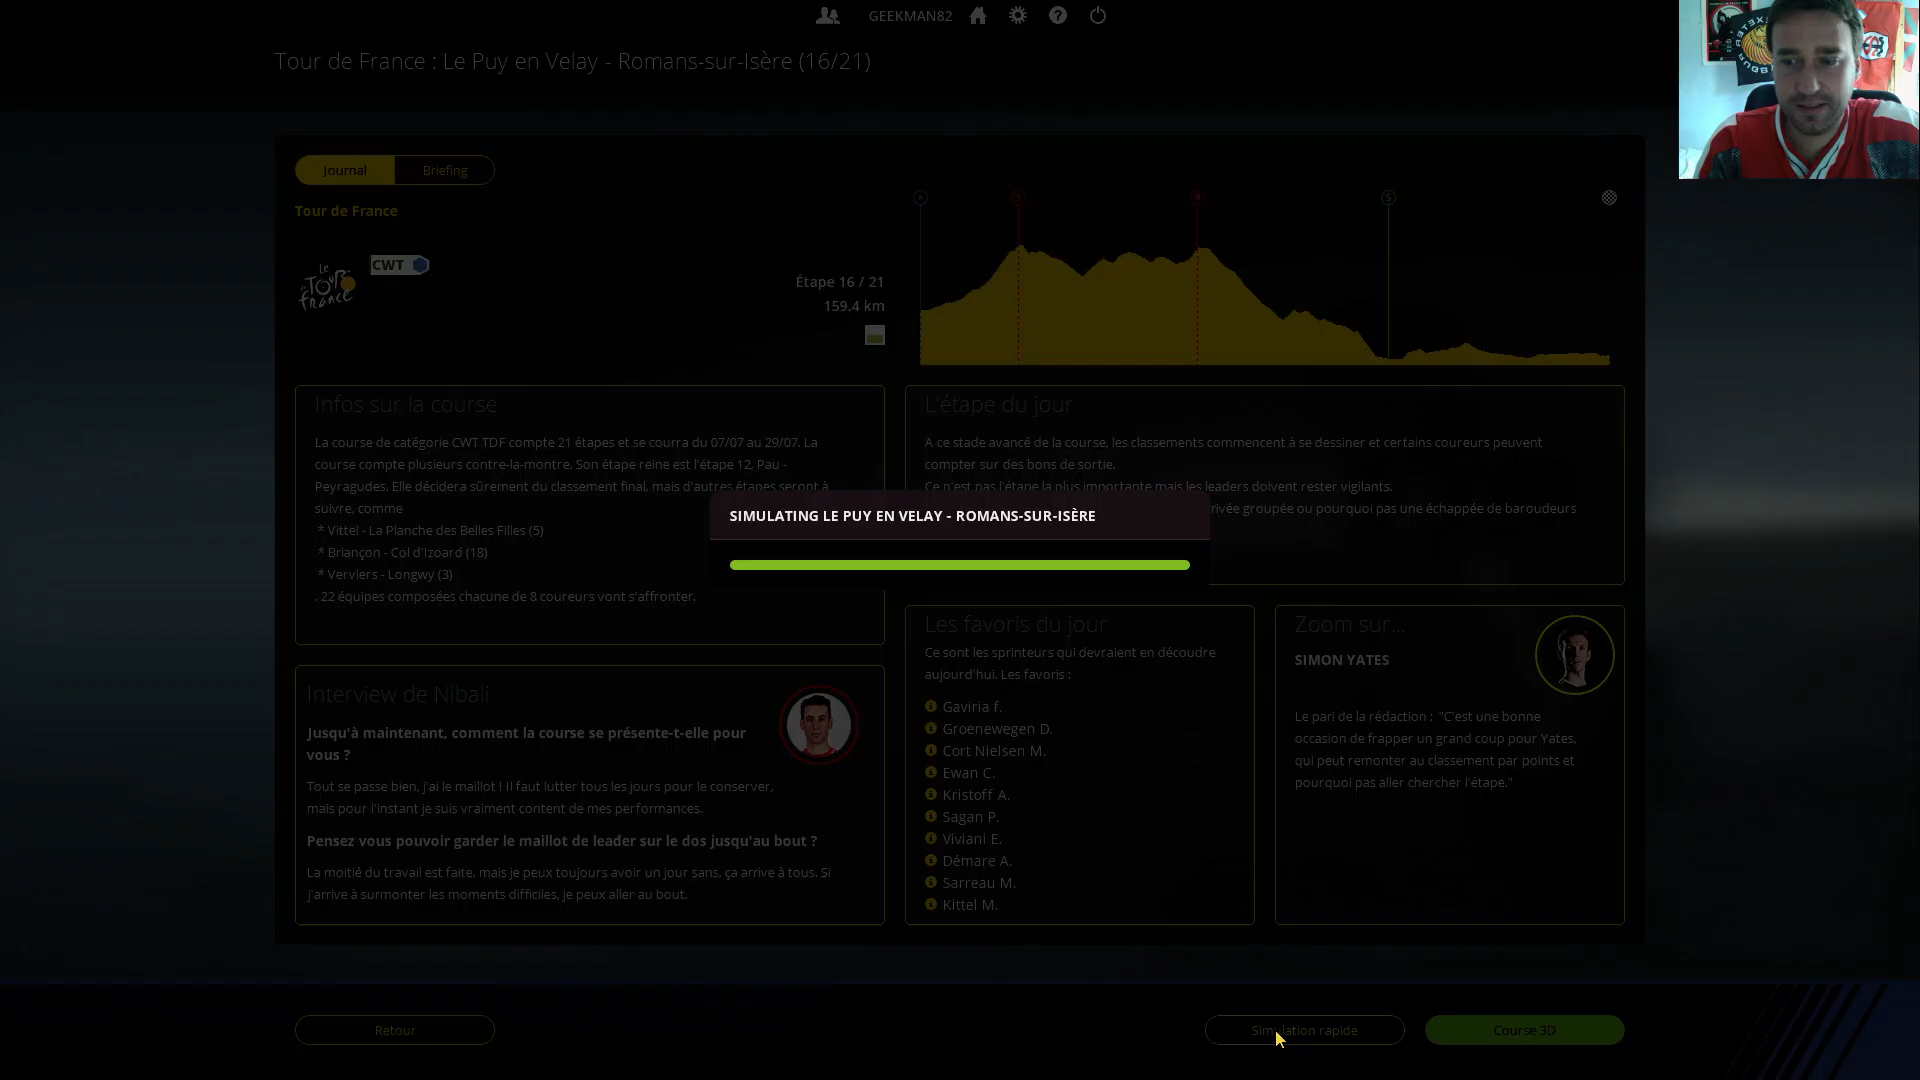 GEEKMAN82
Tour de France : Le Puy en Velay - Romans-sur-Isère (16/21)
Journal
Briefing
Tour de France
Le
Tour
de
france
CWT
Étape 16 / 21
159.4 km
S
Infos sur la course
La course de catégorie CWT TDF compte 21 étapes et se courra du 07/07 au 29/07. La
course compte plusieurs contre-la-montre. Son étape reine est l'étape 12, Pau -
Peyragudes. Elle décidera sûrement du classement final, mais d'autres étapes seront à
suivre, comme
* Vittel - La Planche des Belles Filles (5)
* Briançon - Col d'Izoard (18)
* Verviers - Longwy (3)
. 22 équipes composées chacune de 8 coureurs vont s'affronter.
L'étape du jour
A ce stade avancé de la course, les classements commencent à se dessiner et certains coureurs peuvent
compter sur des bons de sortie.
Ce n'est pas l'étape la plus importante mais les leaders doivent rester vigilants.
rivée groupée ou pourquoi pas une échappée de baroudeurs
SIMULATING LE PUY EN VELAY - ROMANS-SUR-ISÈRE
Interview de Nibali
Jusqu'à maintenant, comment la course se présente-t-elle pour
vous ?
Tout se passe bien, j'ai le maillot ! Il faut lutter tous les jours pour le conserver,
mais pour l'instant je suis vraiment content de mes performances.
Pensez vous pouvoir garder le maillot de leader sur le dos jusqu'au bout ?
La moitié du travail est faite, mais je peux toujours avoir un jour sans, ça arrive à tous. Si
j'arrive à surmonter les moments difficiles, je peux aller au bout.
Les favoris du jour
Ce sont les sprinteurs qui devraient en découdre
aujourd'hui. Les favoris :
Gaviria f.
Groenewegen D.
Cort Nielsen M.
Ewan C.
Kristoff A.
Sagan P.
Viviani E.
Démare A.
Sarreau M.
Kittel M.
Zoom sur...
SIMON YATES
Le pari de la rédaction : "C'est une bonne
occasion de frapper un grand coup pour Yates,
qui peut remonter au classement par points et
pourquoi pas aller chercher l'étape."
Retour
Simulation rapide
Course 3D